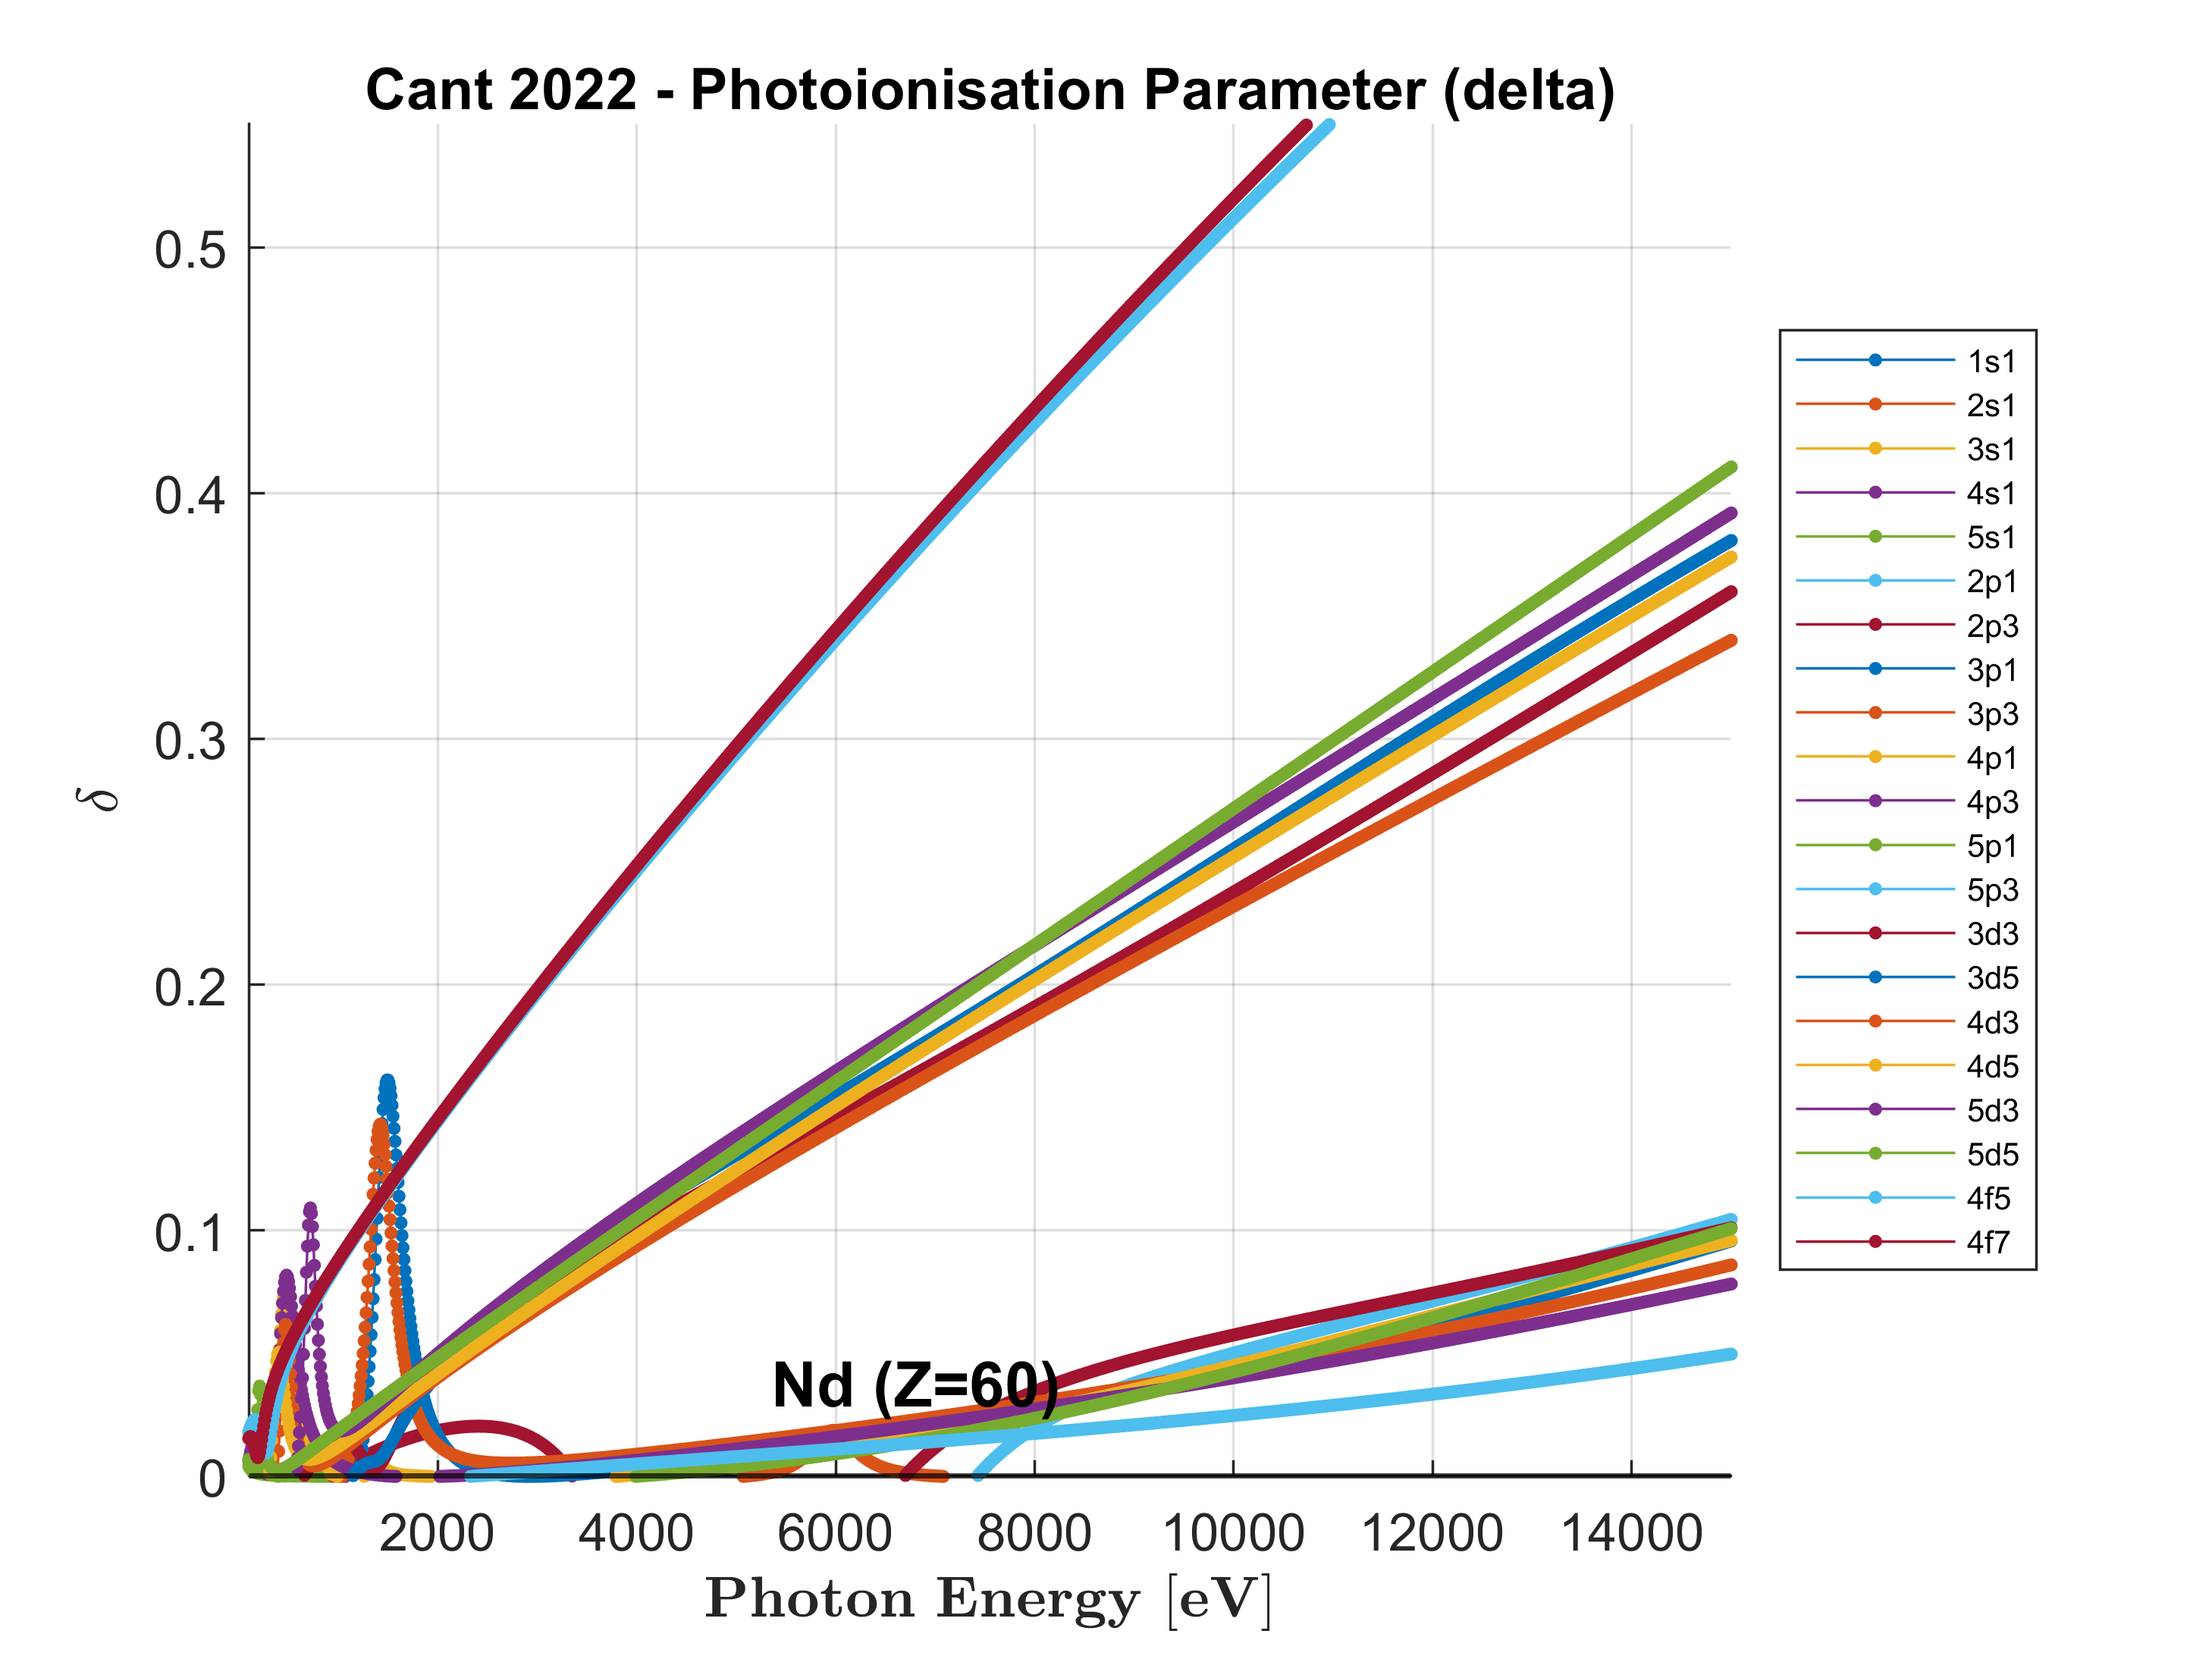 Cant 2022 - Photoionisation Parameter (delta)
0.5
0.4
0.3
0.2
0.1
0
δ
2000 4000 6000 8000 10000 12000 14000
Photon Energy [eV]
Nd (Z=60)
1s1
2s1
3s1
4s1
5s1
2p1
2p3
3p1
3p3
4p1
4p3
5p1
5p3
3d3
3d5
4d3
4d5
5d3
5d5
4f5
4f7